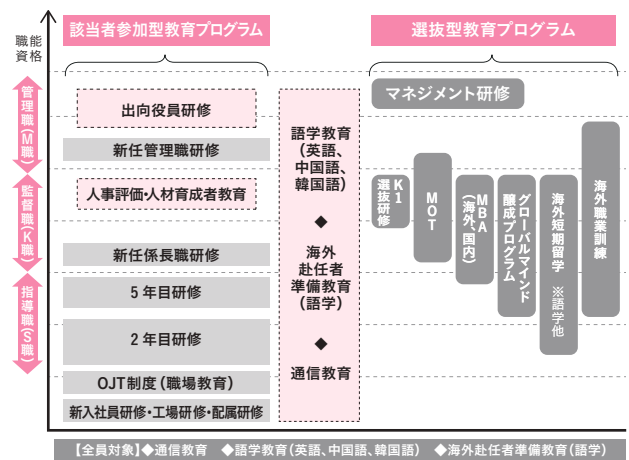 職能
資格
該当者参加型教育プログラム
選抜型教育プログラム
管理職(M職)
監督職(K職)
指導職(S職)
出向役員研修
新任管理職研修
人事評価・人材育成者教育
新任係長職研修
5年目研修
2年目研修
OJT制度(職場教育)
新入社員研修・工場研修・配属研修
語学教育
(英語、
中国語、
韓国語)
◆
海外
赴任者
準備教育
(語学)
◆
通信教育
マネジメント研修
K1
選抜研修
MOT
MBA
(海外、国内)
グローバルマインド
醸成プログラム
海外短期留学 ※語学他
海外職業訓練
【全員対象】◆通信教育 ◆語学教育(英語、中国語、韓国語) ◆海外赴任者準備教育(語学)